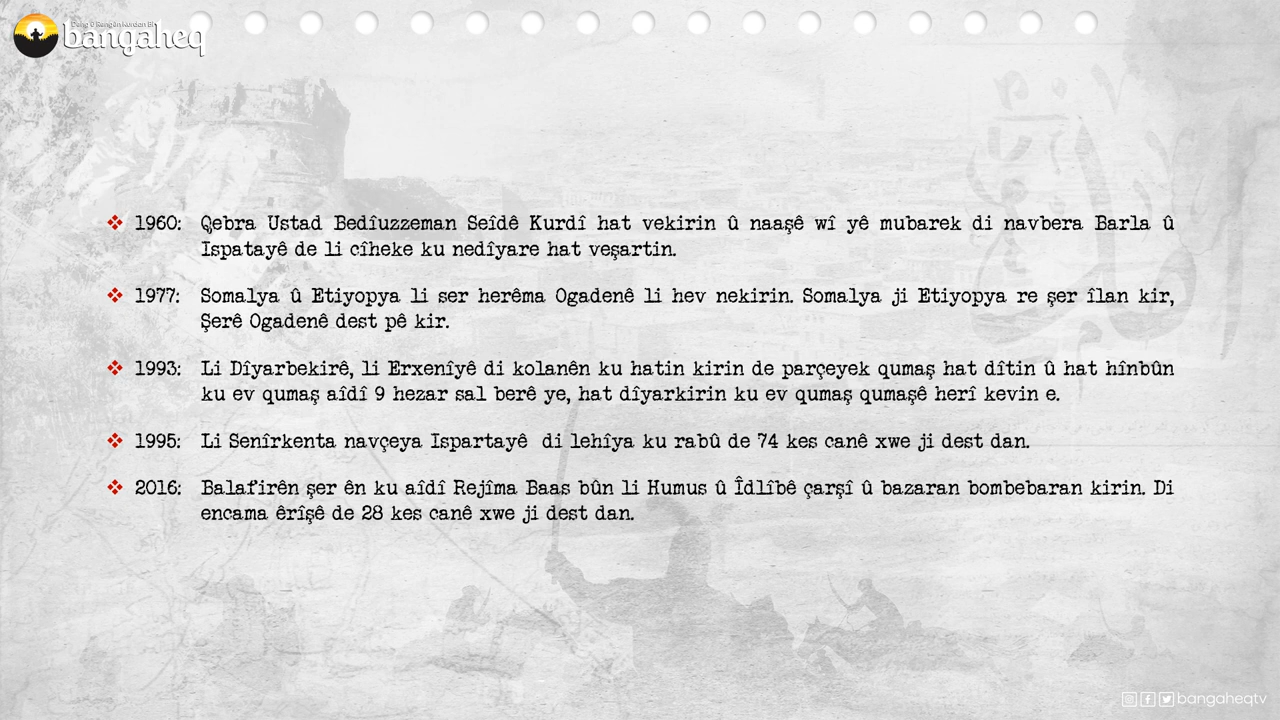 Deng û Bangên Kurdan Bî
bangaheq
1960: Qebra Ustad Bedîuzzeman Seîdê Kurdî hat vekirin û naaşê wî yê mubarek di navbera Barla û
Ispatayê de li cîheke ku nedîyare hat veşartin.
1977: Somalya û Etiyopya li ser herêma Ogadenê li hev nekirin. Somalya ji Etiyopya re şer îlan kir,
Şerê Ogadenê dest pê kir.
1993: Li Dîyarbekirê, li Erxenîyê di kolanên ku hatin kirin de parçeyek qumaş hat dîtin û hat hînbûn
ku ev qumaş aîdî 9 hezar sal berê ye, hat dîyarkirin ku ev qumaş qumaşê herî kevin e.
1995: Li Senîrkenta navçeya Ispartayê di lehîya ku rabû de 74 kes canê xwe ji dest dan.
2016: Balafirên şer ên ku aîdî Rejîma Baas bûn li Humus û Îdlîbê çarşî û bazaran bombebaran kirin. Di
encama êrîşê de 28 kes canê xwe ji dest dan.
bangaheqtv